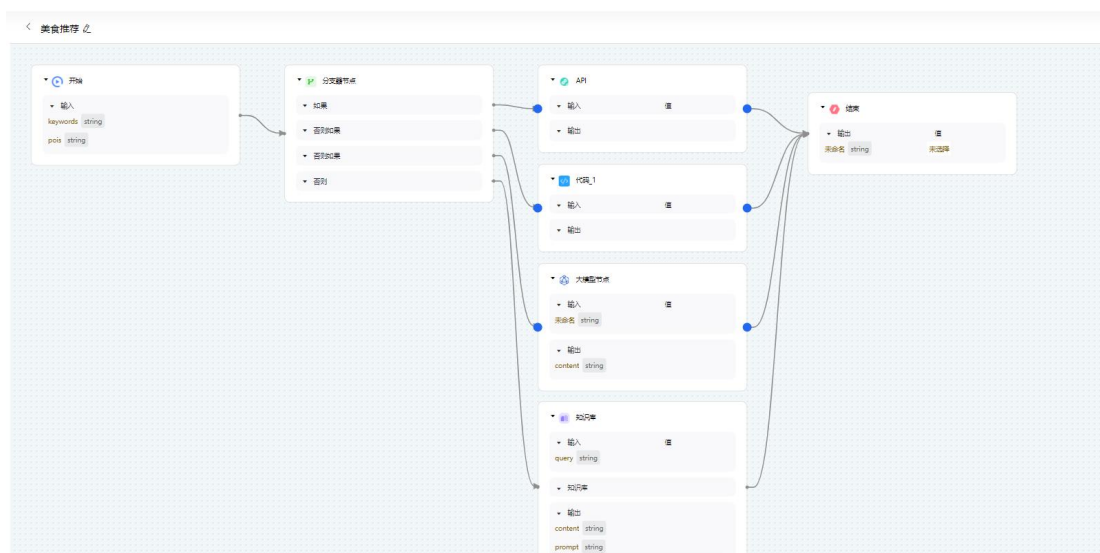 美食推荐
开始
输入
keywords string
pois string
分支器节点
如果
否则如果
否则如果
否则
API
输入 值
输出
代码_1
输入 值
输出
大模型节点
输入 值
未命名 string
输出
content string
知识库
输入 值
query string
知识库
输出
content string
prompt string
结束
输出 值
未命名 string 未选择